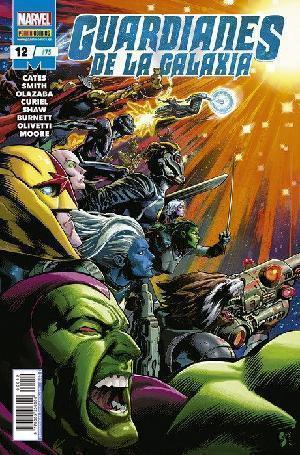 MARVEL
PANINI COMICS
12
/75
CATES
SMITH
OLAZABA
CURIEL
SHAW
BURNETT
OLIVETTI
MOORE
GUARDIANES
DE LA GALAXIA